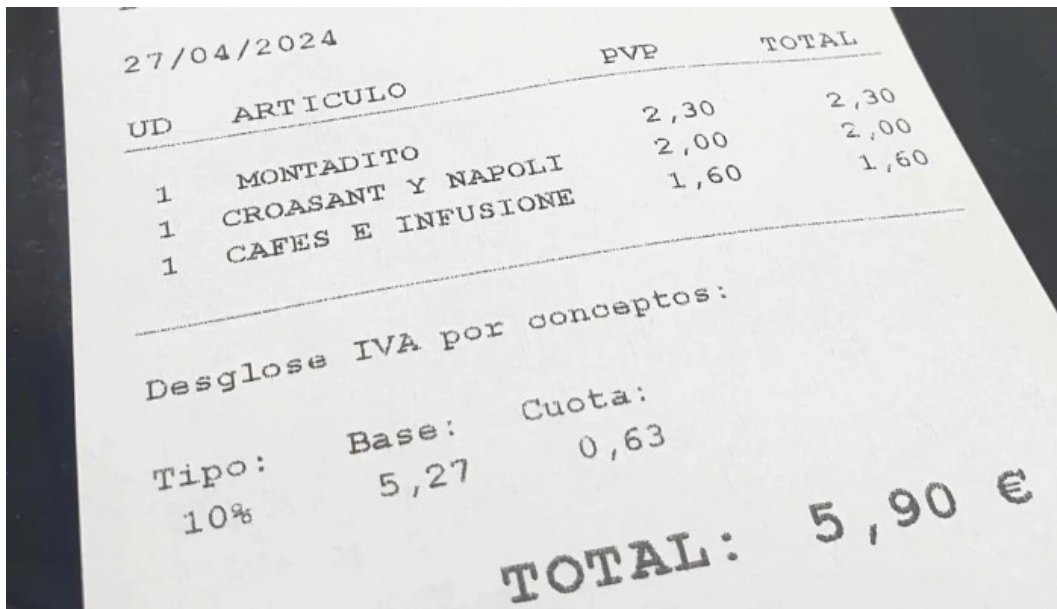 27/04/2024
UD ARTICULO PVP TOTAL
1 MONTADITO 2,30 2,30
1 CROASANT Y NAPOLI 2,00 2,00
1 CAFES E INFUSIONE 1,60 1,60
Desglose IVA por conceptos:
Tipo: Base: Cuota:
10% 5,27 0,63
TOTAL: 5,90 €